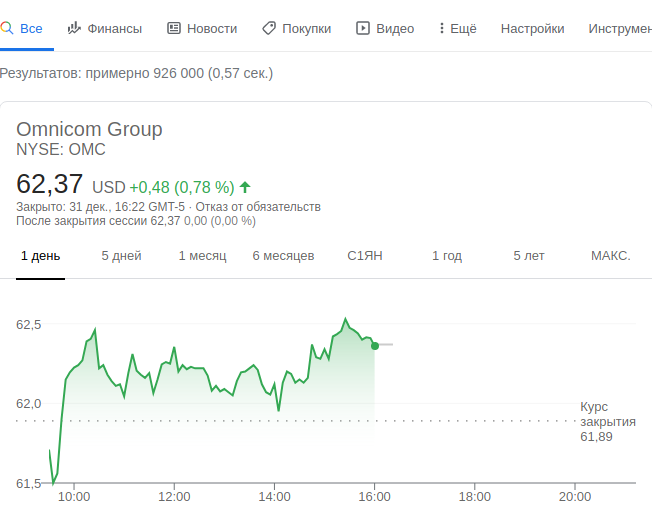 Все Финансы Новости Покупки Видео Ещё Настройки Инструмен
Результатов: примерно 926 000 (0,57 сек.)
Omnicom Group
NYSE: OMC
62,37 USD +0,48 (0,78 %)
Закрыто: 31 дек., 16:22 GMT-5 · Отказ от обязательств
После закрытия сессии 62,37 0,00 (0,00 %)
1 день 5 дней 1 месяц 6 месяцев С1ЯН 1 год 5 лет МАКС.
62,5
62,0
Курс
закрытия
61,89
61,5
10:00 12:00 14:00 16:00 18:00 20:00